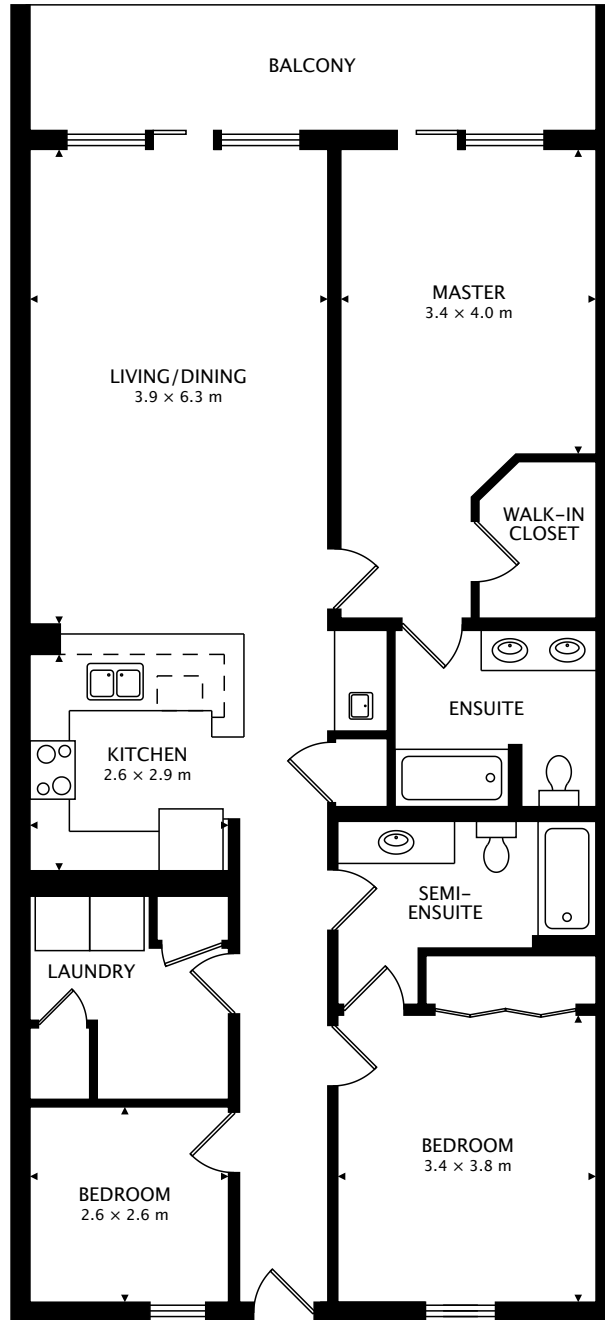 BALCONY
MASTER
3.4 × 4.0 m
LIVING/DINING
3.9 × 6.3 m
WALK-IN
CLOSET
ENSUITE
KITCHEN
2.6 × 2.9 m
SEMI-
ENSUITE
LAUNDRY
BEDROOM
3.4 × 3.8 m
BEDROOM
2.6 × 2.6 m